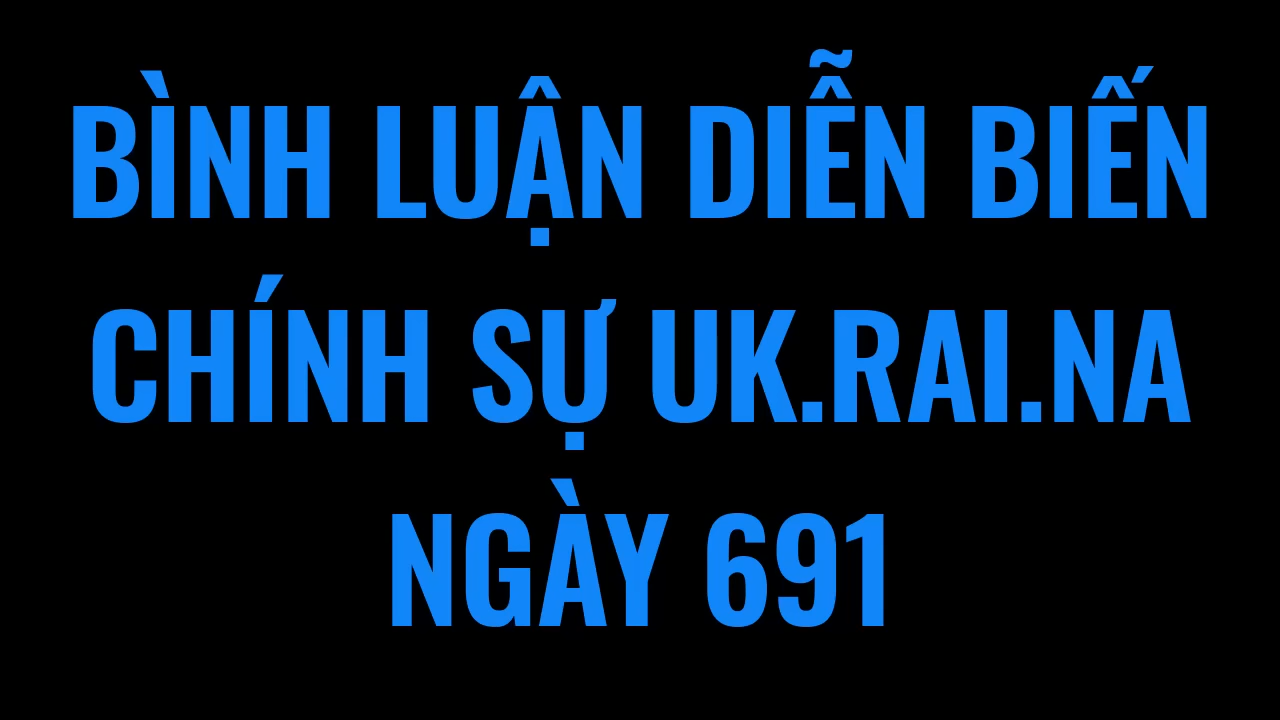 BÌNH LUẬN DIỄN BIẾN
CHÍNH SỰ UK.RAI.NA
NGÀY 691